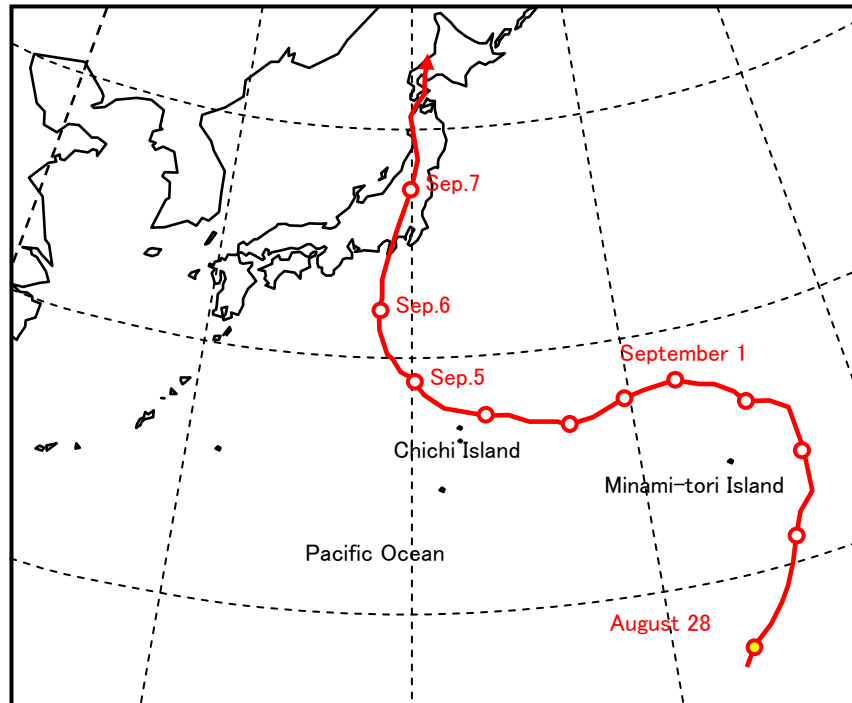 Sep.7
Sep.6
September 1
Sep.5
Chichi Island
Minami-tori Island
Pacific Ocean
August 28